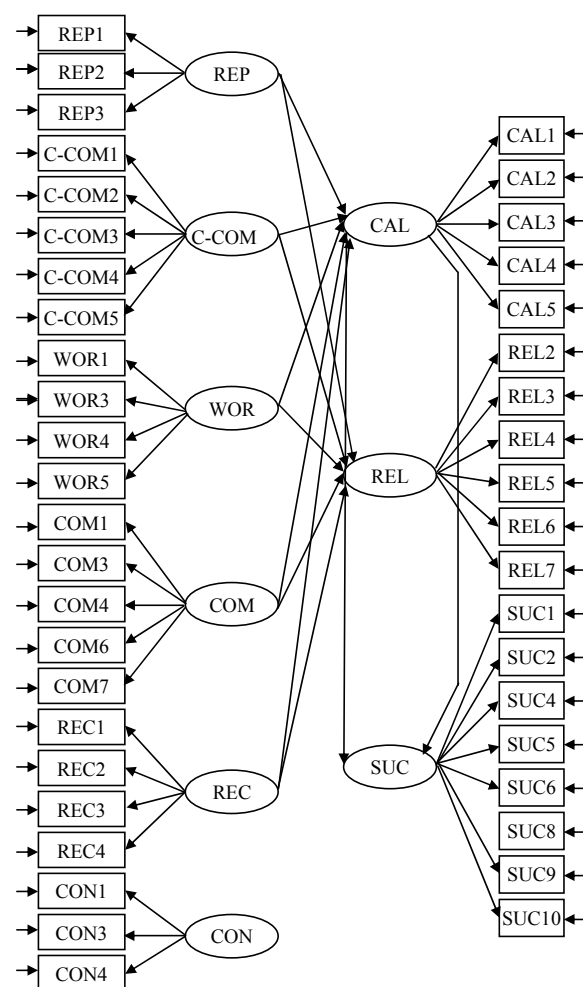 REP1
REP2
REP3
C-COM1
C-COM2
C-COM3
C-COM4
C-COM5
WOR1
WOR3
WOR4
WOR5
COM1
COM3
COM4
COM6
COM7
REC1
REC2
REC3
REC4
CON1
CON3
CON4
REP
C-COM
WOR
COM
REC
CON
CAL
REL
SUC
CAL1
CAL2
CAL3
CAL4
CAL5
REL2
REL3
REL4
REL5
REL6
REL7
SUC1
SUC2
SUC4
SUC5
SUC6
SUC8
SUC9
SUC10